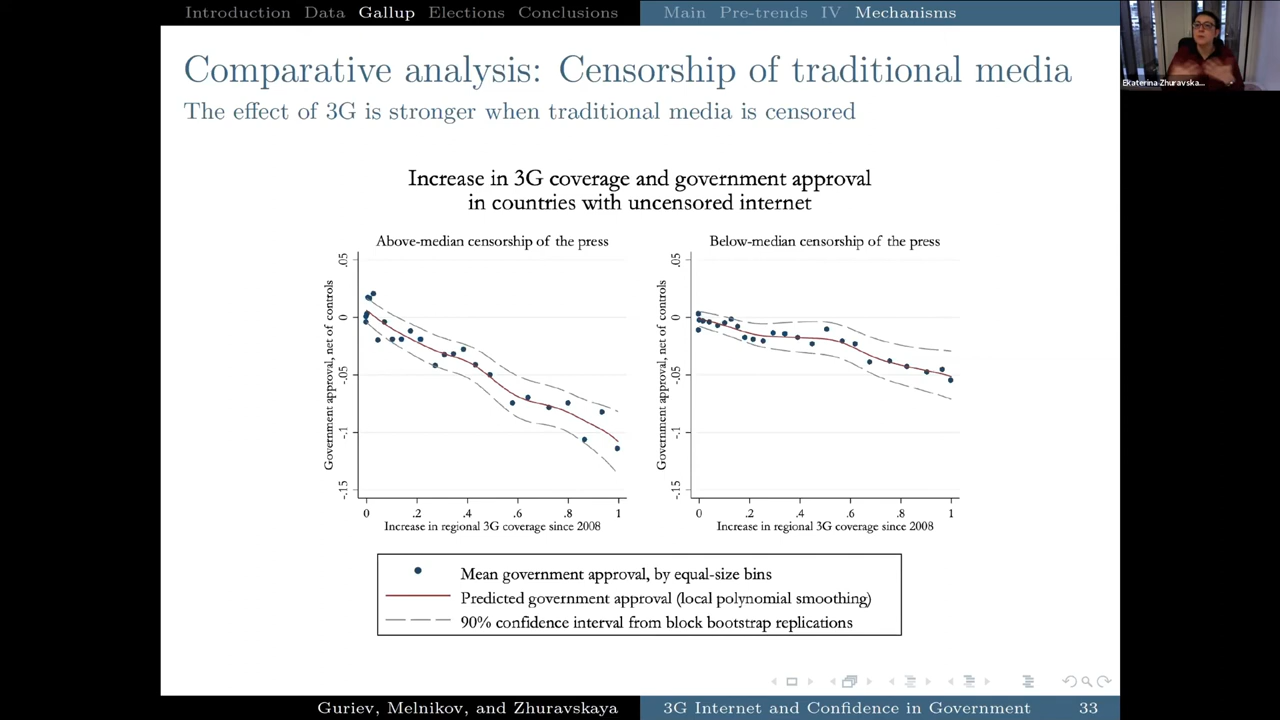 Introduction Data Gallup Elections Conclusions Main Pre-trends IV Mechanisms
Ekaterina Zhuravska...
Comparative analysis: Censorship of traditional media
The effect of 3G is stronger when traditional media is censored
Increase in 3G coverage and government approval
in countries with uncensored internet
Above-median censorship of the press
Government approval, net of controls
.05
0
-.05
-.1
-.15
0 .2 .4 .6 .8 1
Increase in regional 3G coverage since 2008
Below-median censorship of the press
Government approval, net of controls
.05
0
-.05
-.1
-.15
0 .2 .4 .6 .8 1
Increase in regional 3G coverage since 2008
Mean government approval, by equal-size bins
Predicted government approval (local polynomial smoothing)
90% confidence interval from block bootstrap replications
Guriev, Melnikov, and Zhuravskaya 3G Internet and Confidence in Government 33